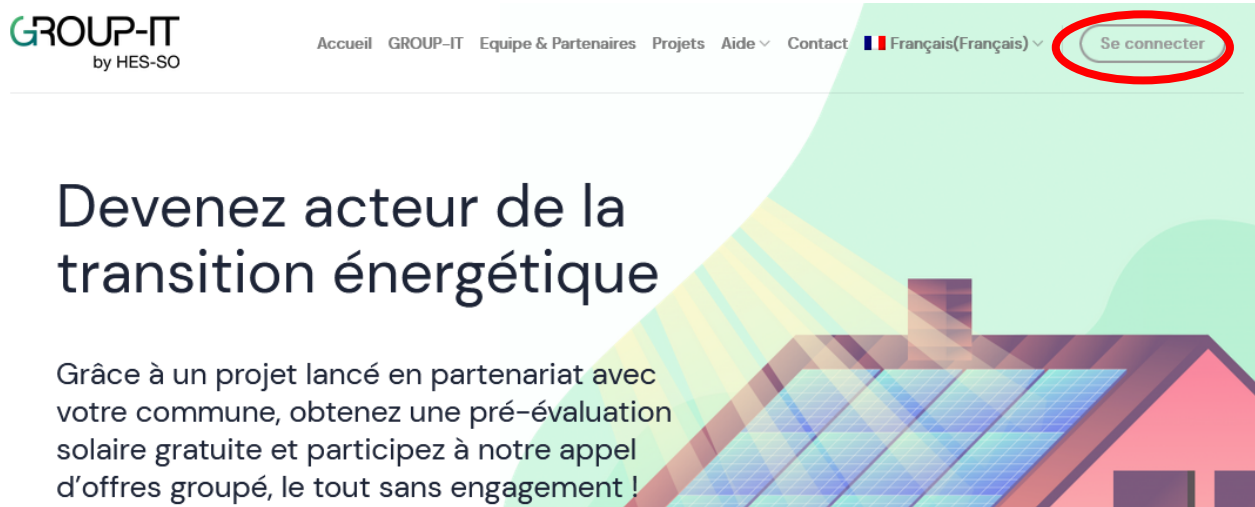 GROUP-IT
by HES-SO
Accueil GROUP-IT Equipe & Partenaires Projets Aide Contact Français(Français) Se connecter
Devenez acteur de la
transition énergétique
Grâce à un projet lancé en partenariat avec
votre commune, obtenez une pré-évaluation
solaire gratuite et participez à notre appel
d'offres groupé, le tout sans engagement !